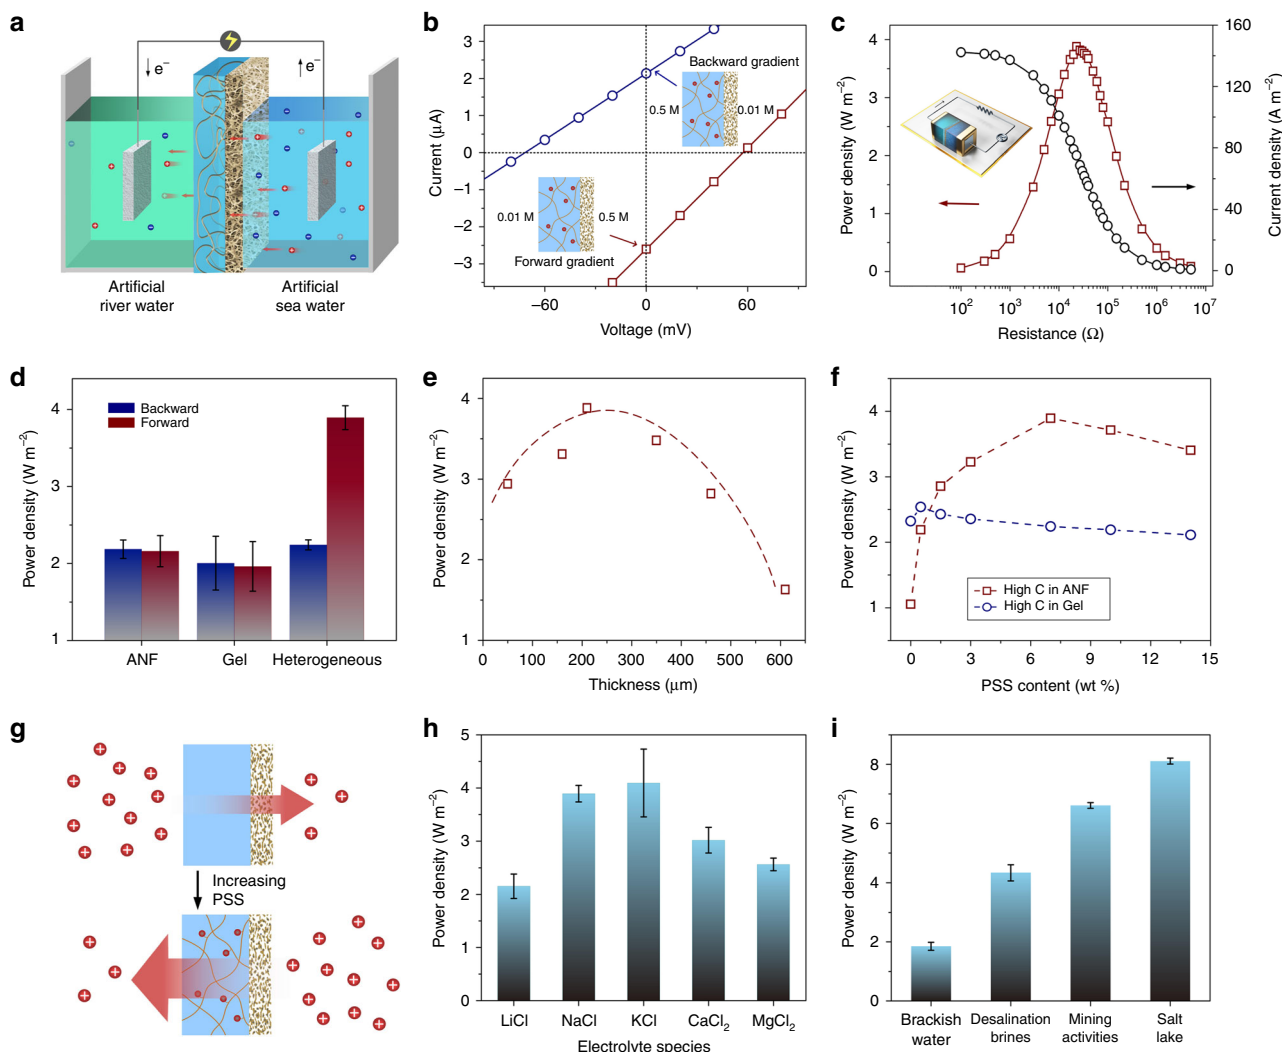 a
e−
e−
Artificial
river water
Artificial
sea water
b
Current (μA)
3
2
1
0
−1
−2
−3
−60
0
60
Voltage (mV)
Backward gradient
0.5 M
0.01 M
0.01 M
0.5 M
Forward gradient
c
Power density (W m−2)
4
3
2
1
0
160
120
80
40
0
Current density (A m−2)
10² 10³ 10⁴ 10⁵ 10⁶ 10⁷
Resistance (Ω)
d
Power density (W m−2)
4
3
2
1
Backward
Forward
ANF Gel Heterogeneous
e
Power density (W m−2)
4
3
2
1
0 100 200 300 400 500 600
Thickness (μm)
f
Power density (W m−2)
4
3
2
1
High C in ANF
High C in Gel
0 3 6 9 12 15
PSS content (wt %)
g
Increasing
PSS
h
Power density (W m−2)
5
4
3
2
1
0
LiCl NaCl KCl CaCl₂ MgCl₂
Electrolyte species
i
Power density (W m−2)
8
6
4
2
0
Brackish
water
Desalination
brines
Mining
activities
Salt
lake